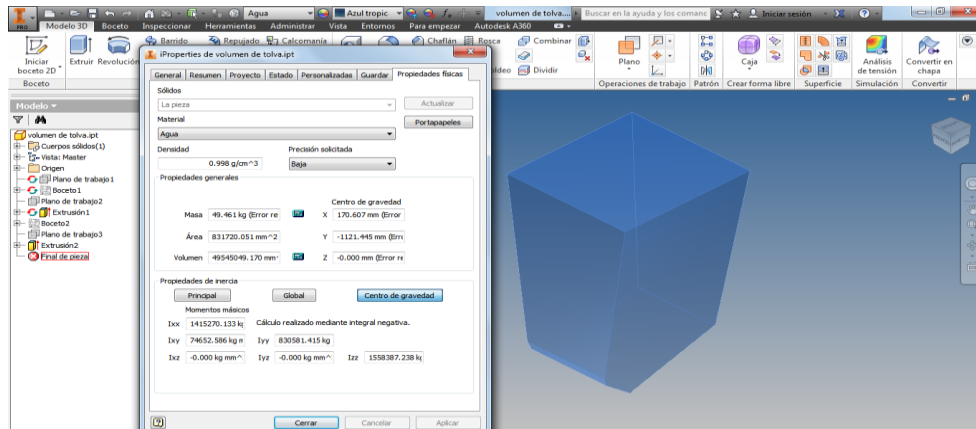 Agua
Azul tropic
volumen de tolva....
Buscar en la ayuda y los comanc
Iniciar sesión
PRO
Modelo 3D Boceto Inspeccionar Herramientas Administrar Vista Entornos Para empezar Autodesk A360
Iniciar
boceto 2D
Extruir Revolución
Barrido Repujado Calcomanía
Chaflán Rosca Combinar
Dividir
Plano
Caja
Análisis
de tensión
Convertir en
chapa
Boceto
Operaciones de trabajo Patrón Crear forma libre Superficie Simulación Convertir
Modelo
volumen de tolva.ipt
Cuerpos sólidos(1)
Vista: Master
Origen
Plano de trabajo1
Boceto1
Plano de trabajo2
Extrusión1
Boceto2
Plano de trabajo3
Extrusión2
Final de pieza
iProperties de volumen de tolva.ipt
General Resumen Proyecto Estado Personalizadas Guardar Propiedades físicas
Sólidos
La pieza
Actualizar
Material
Portapapeles
Agua
Densidad Precisión solicitada
0.998 g/cm^3 Baja
Propiedades generales
Centro de gravedad
Masa 49.461 kg (Error re X 170.607 mm (Error
Área 831720.051 mm^2 Y -1121.445 mm (Erro
Volumen 49545049.170 mm Z -0.000 mm (Error re
Propiedades de inercia
Principal Global Centro de gravedad
Momentos másicos
Ixx 1415270.133 kg Cálculo realizado mediante integral negativa.
Ixy 74652.586 kg m Iyy 830581.415 kg
Ixz -0.000 kg mm^ Iyz -0.000 kg mm^ Izz 1558387.238 kg
Cerrar Cancelar Aplicar